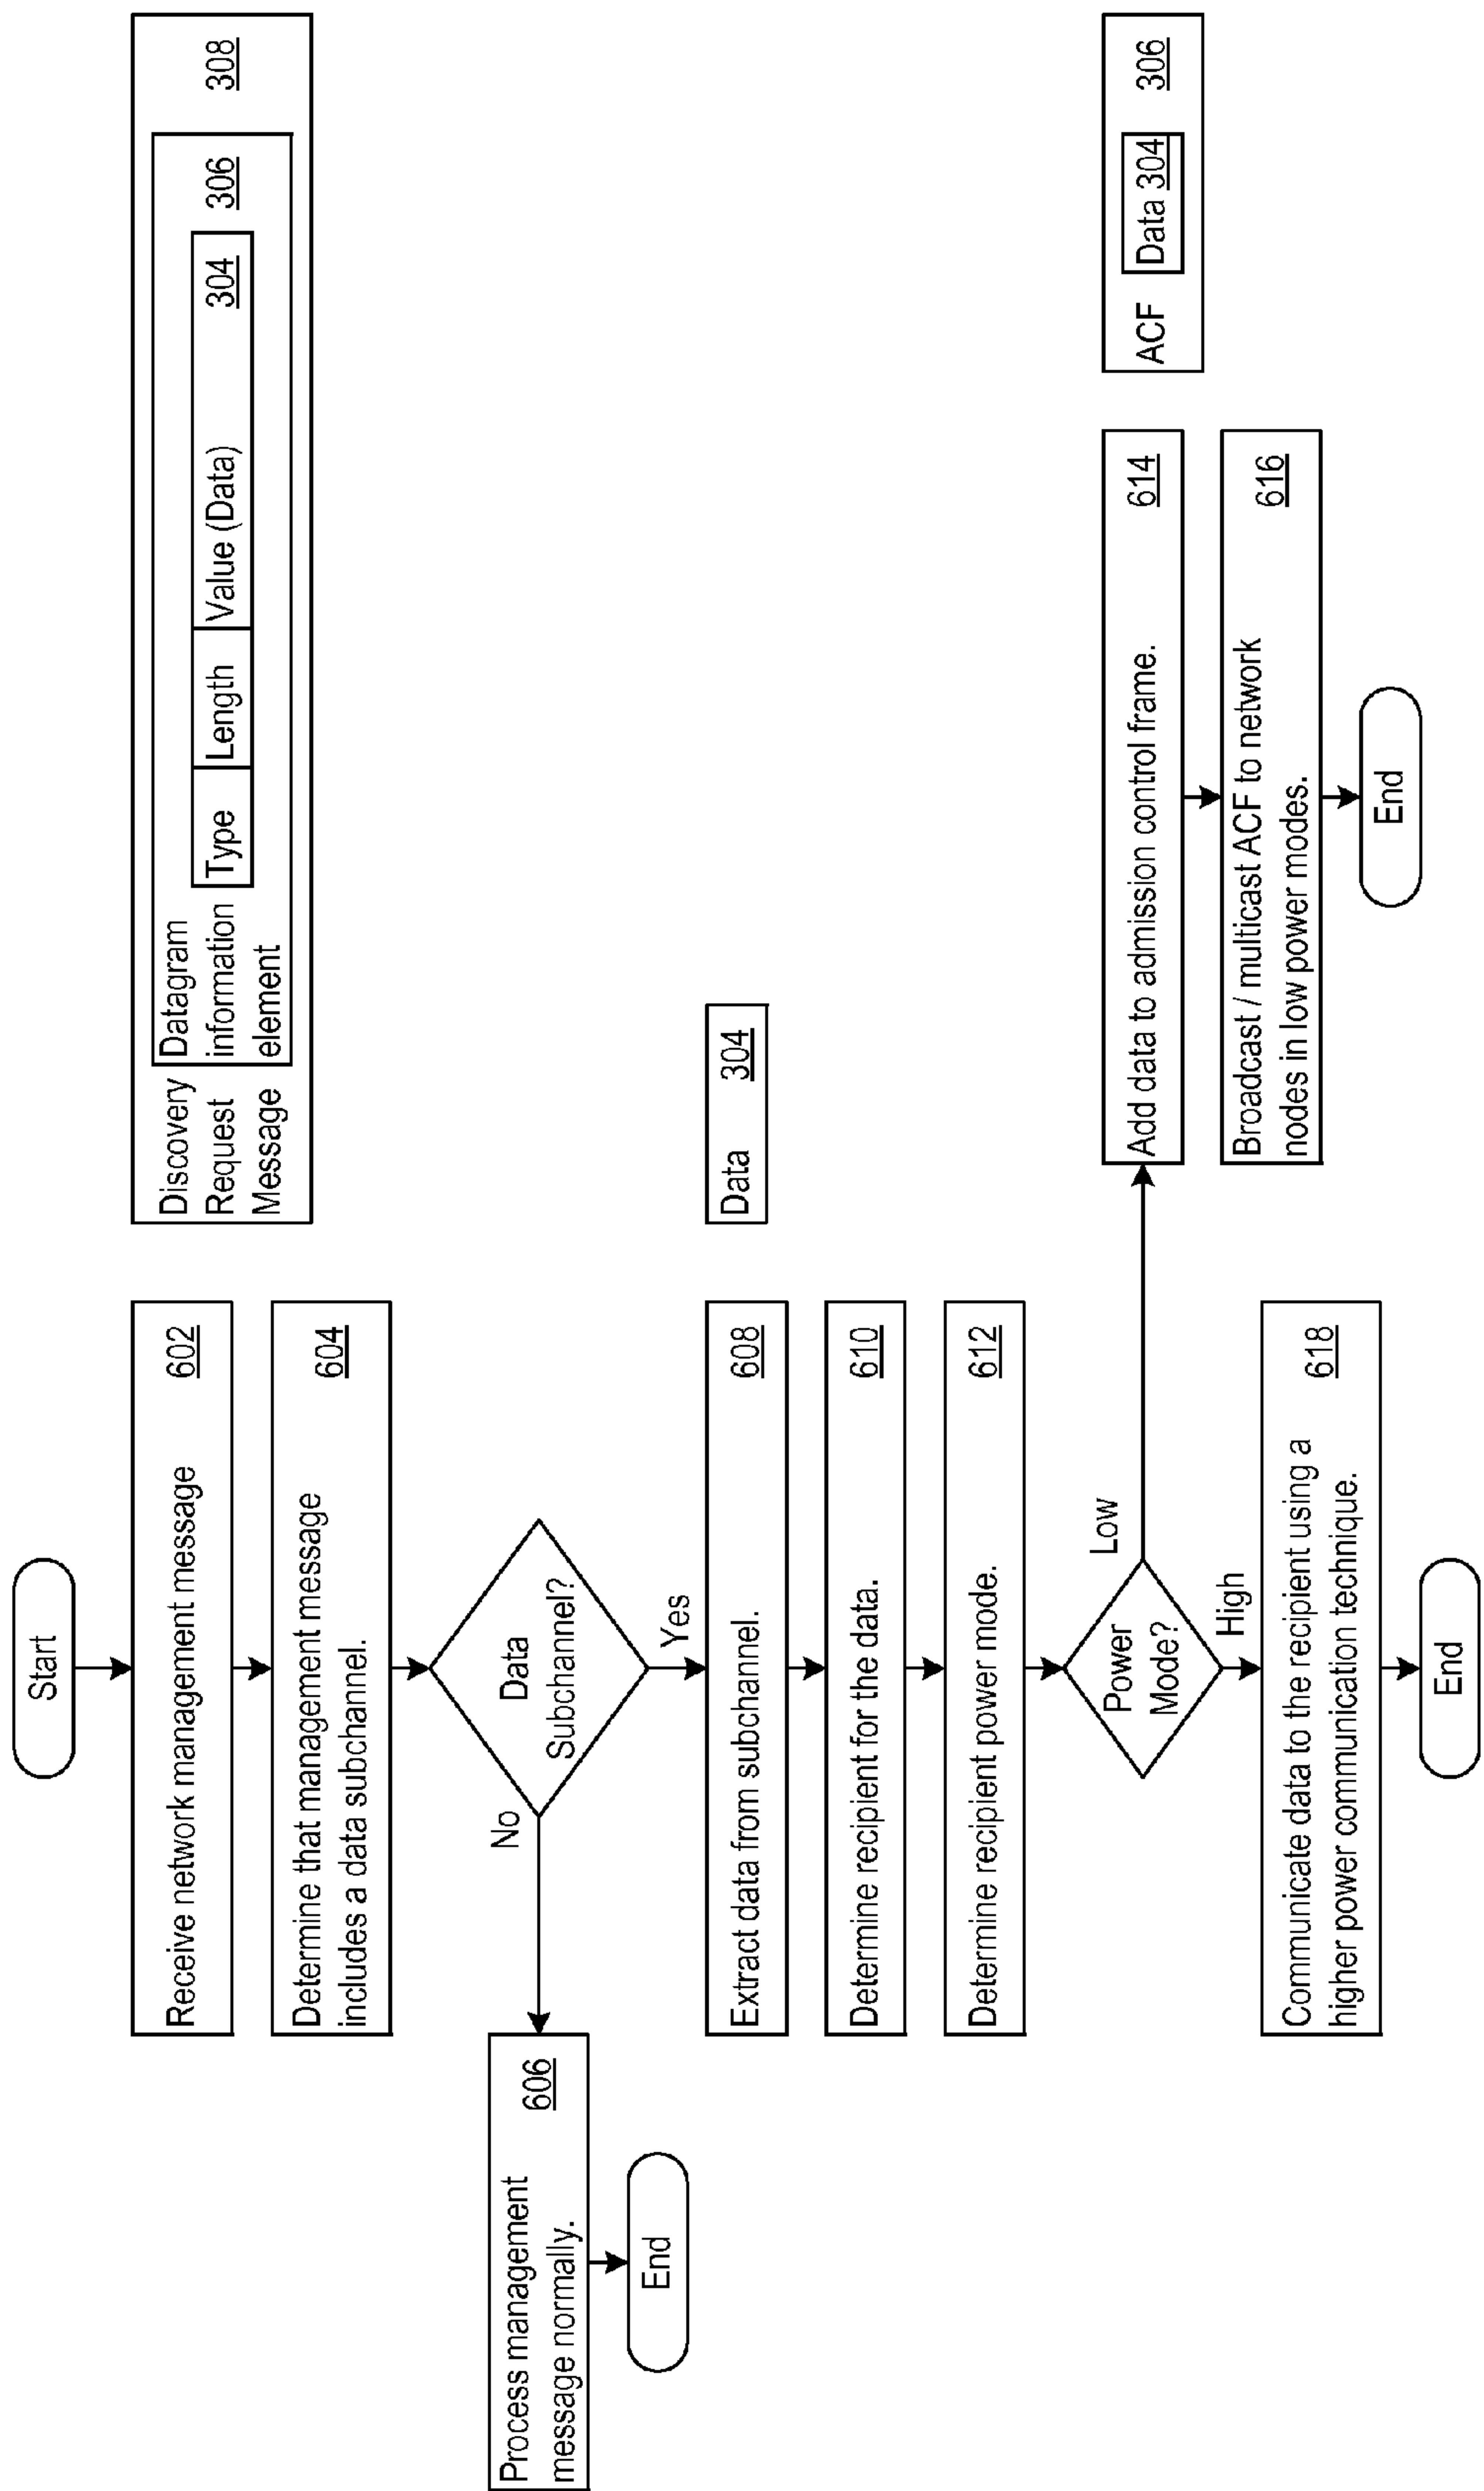 Start
Receive network management message 602
Discovery
Request
Message
308
Datagram
information
element
306
Type
Length
Value (Data) 304
Determine that management message 604
includes a data subchannel.
Data
Subchannel?
No
Yes
Process management 606
message normally.
End
Extract data from subchannel. 608
Data 304
Determine recipient for the data. 610
Determine recipient power mode. 612
Power
Mode?
Low
High
Add data to admission control frame. 614
ACF
Data 304
306
Broadcast / multicast ACF to network 616
nodes in low power modes.
End
Communicate data to the recipient using a 618
higher power communication technique.
End